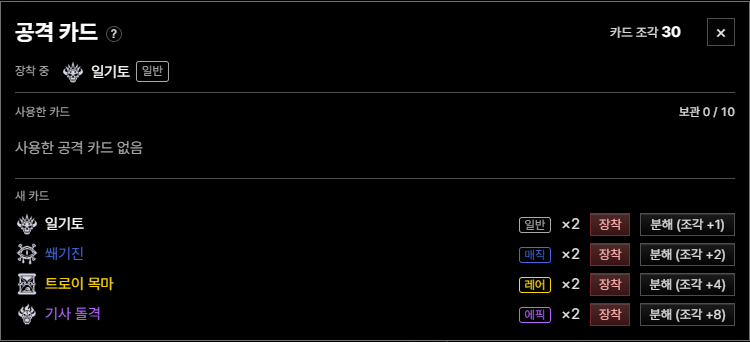 공격 카드 ? 카드 조각 30 ×
장착 중 일기토 일반
사용한 카드 보관 0 / 10
사용한 공격 카드 없음
새 카드
일기토 일반 ×2 장착 분해 (조각 +1)
쐐기진 매직 ×2 장착 분해 (조각 +2)
트로이 목마 레어 ×2 장착 분해 (조각 +4)
기사 돌격 에픽 ×2 장착 분해 (조각 +8)